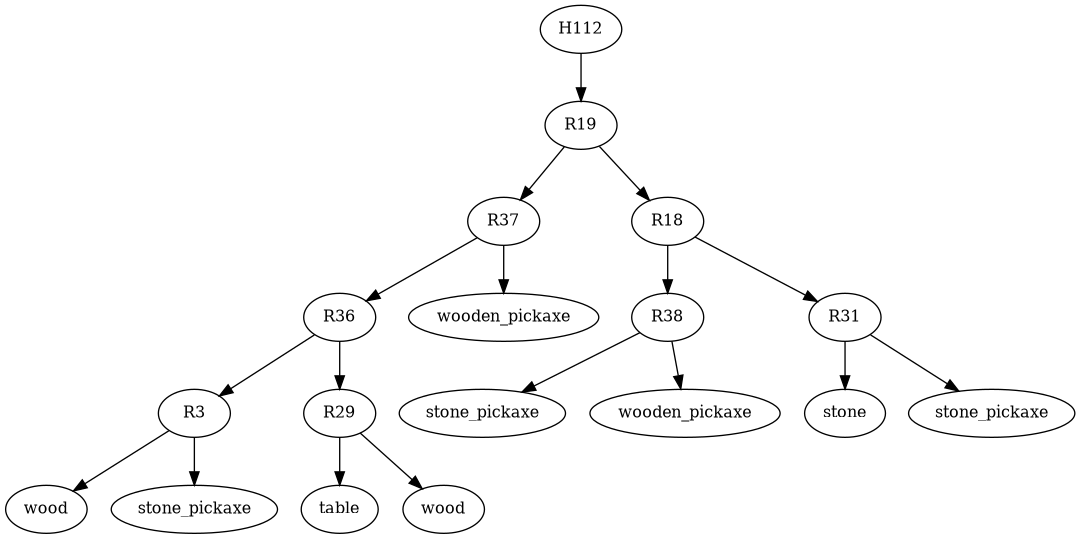 H112
R19
R37
R18
R36
wooden_pickaxe
R38
R31
R3
R29
stone_pickaxe
wooden_pickaxe
stone
stone_pickaxe
wood
stone_pickaxe
table
wood